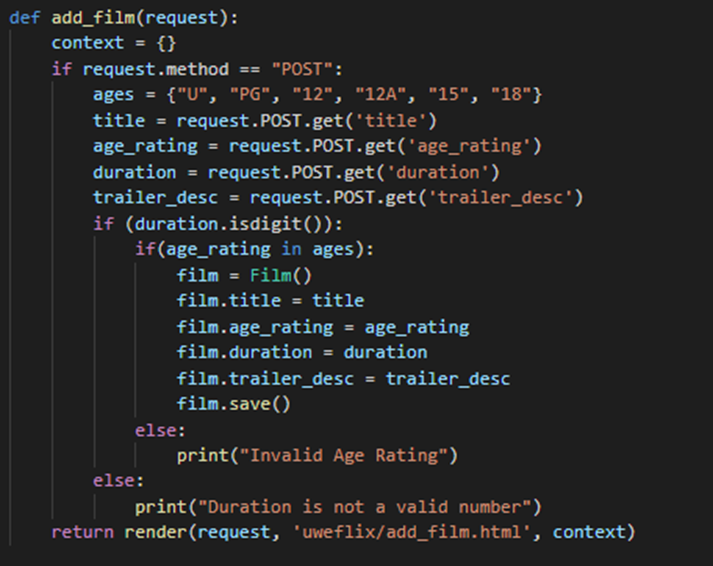 def add_film(request):
    context = {}
    if request.method == "POST":
        ages = {"U", "PG", "12", "12A", "15", "18"}
        title = request.POST.get('title')
        age_rating = request.POST.get('age_rating')
        duration = request.POST.get('duration')
        trailer_desc = request.POST.get('trailer_desc')
        if (duration.isdigit()):
            if(age_rating in ages):
                film = Film()
                film.title = title
                film.age_rating = age_rating
                film.duration = duration
                film.trailer_desc = trailer_desc
                film.save()
            else:
                print("Invalid Age Rating")
        else:
            print("Duration is not a valid number")
    return render(request, 'uweflix/add_film.html', context)